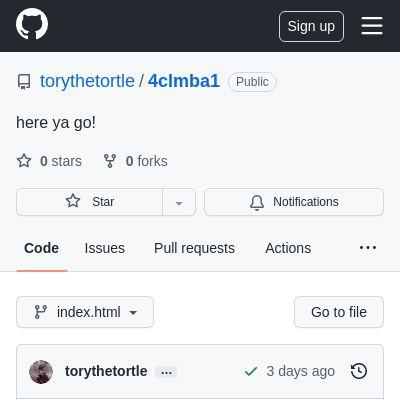 Sign up
torythetortle / 4clmba1 Public
here ya go!
0 stars 0 forks
Star Notifications
Code Issues Pull requests Actions ...
index.html Go to file
torythetortle ... 3 days ago